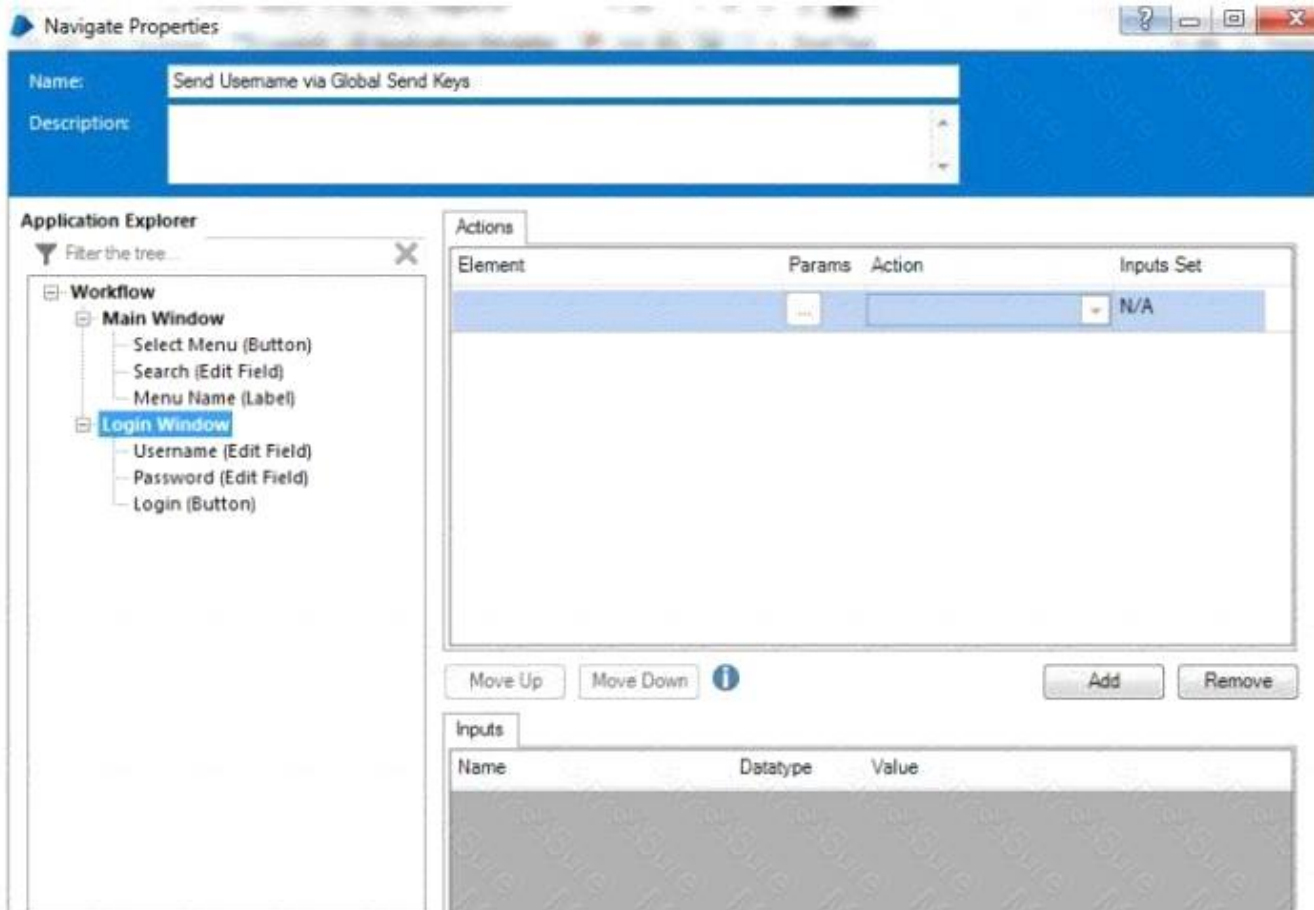 Navigate Properties
Name: Send Username via Global Send Keys
Description:
Application Explorer
Filter the tree...
Workflow
Main Window
Select Menu (Button)
Search (Edit Field)
Menu Name (Label)
Login Window
Username (Edit Field)
Password (Edit Field)
Login (Button)
Actions
Element Params Action Inputs Set
... N/A
Move Up Move Down Add Remove
Inputs
Name Datatype Value